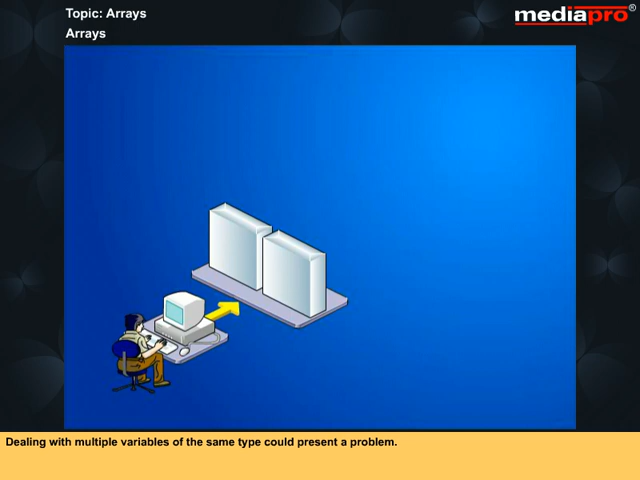 Topic: Arrays
mediapro®
Arrays
Dealing with multiple variables of the same type could present a problem.